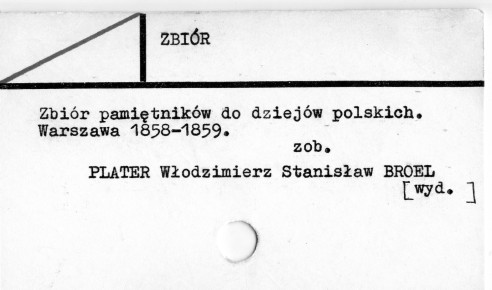 ZBIÓR
Zbiór pamiętników do dziejów polskich.
Warszawa 1858-1859.
zob.
PLATER Włodzimierz Stanisław BROEL
[wyd. ]